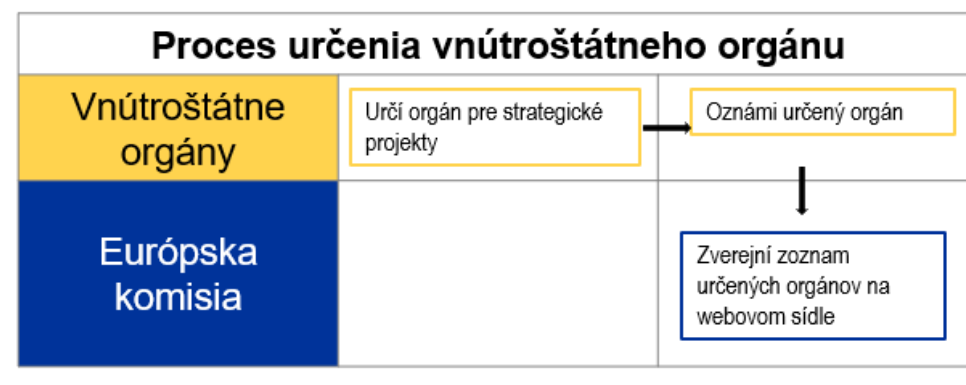 Proces určenia vnútroštátneho orgánu
Vnútroštátne
orgány
Určí orgán pre strategické
projekty
Oznámi určený orgán
Európska
komisia
Zverejní zoznam
určených orgánov na
webovom sídle